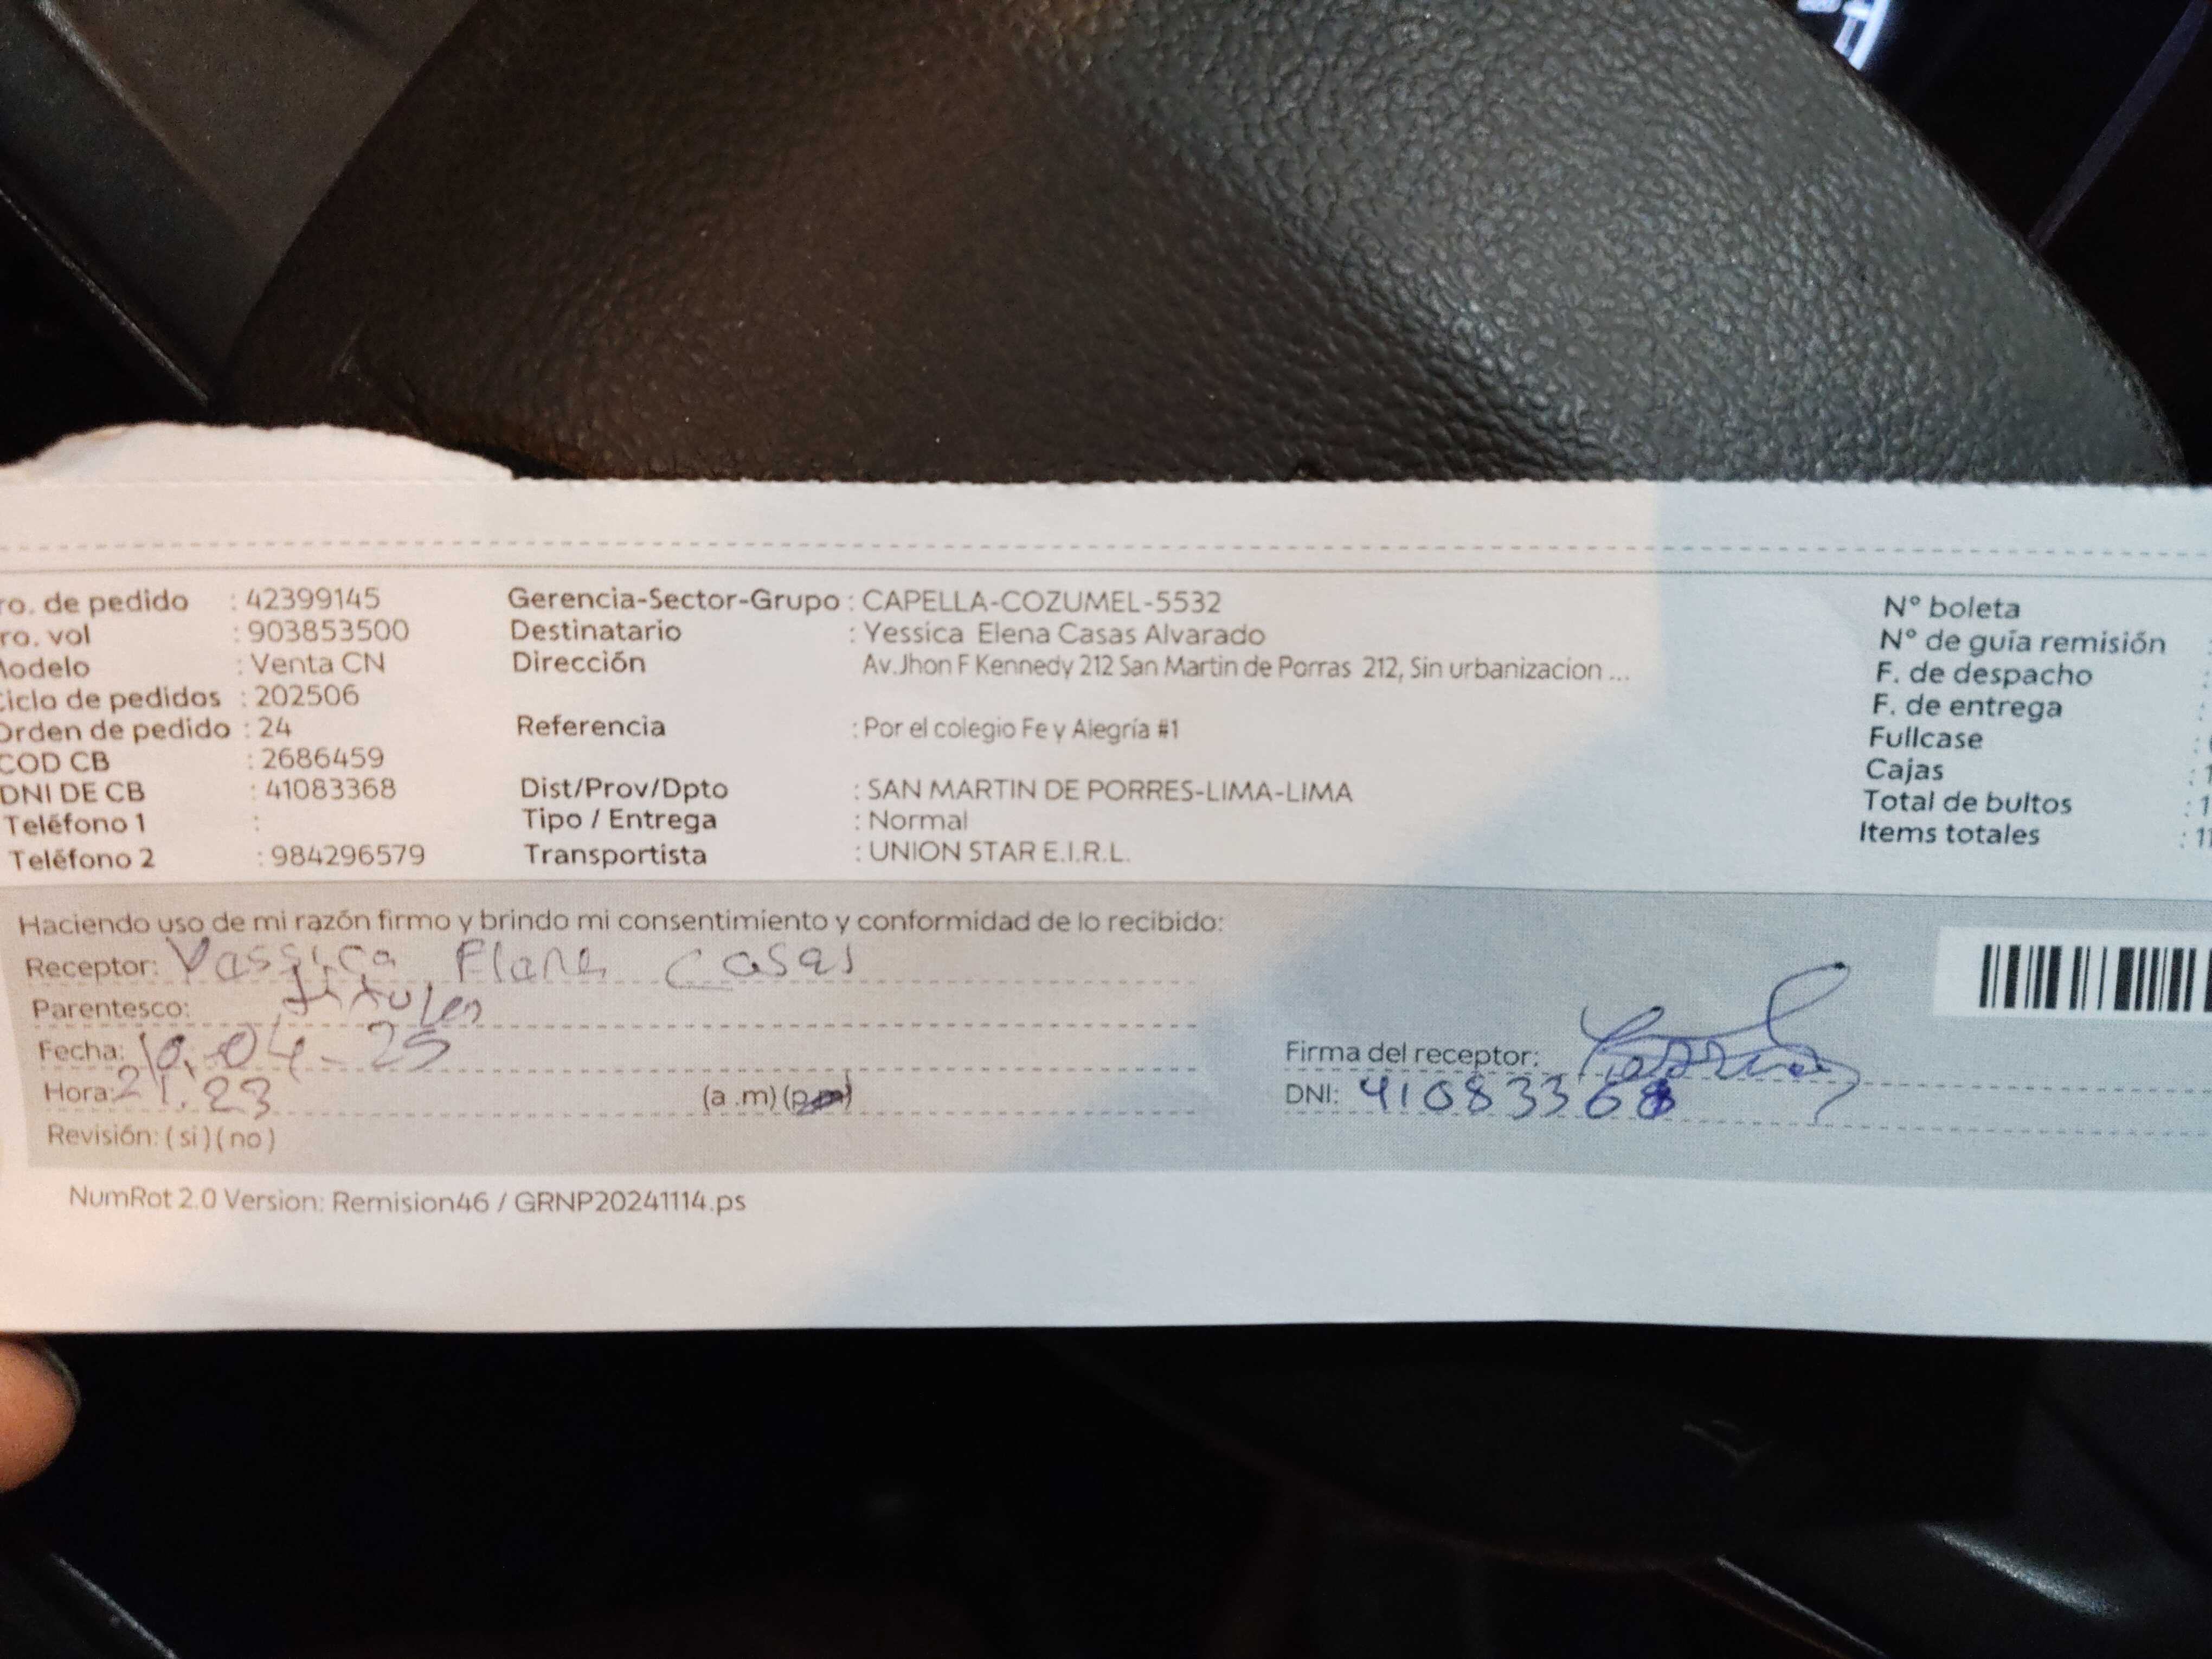 ro. de pedido : 42399145
ro. vol : 903853500
Modelo : Venta CN
Ciclo de pedidos : 202506
Orden de pedido : 24
COD CB : 2686459
DNI DE CB : 41083368
Teléfono 1 :
Teléfono 2 : 984296579
Gerencia-Sector-Grupo : CAPELLA-COZUMEL-5532
Destinatario : Yessica Elena Casas Alvarado
Dirección Av.Jhon F Kennedy 212 San Martin de Porras 212, Sin urbanizacion ...
Referencia : Por el colegio Fe y Alegría #1
Dist/Prov/Dpto : SAN MARTIN DE PORRES-LIMA-LIMA
Tipo / Entrega : Normal
Transportista : UNION STAR E.I.R.L.
N° boleta
N° de guía remisión :
F. de despacho :
F. de entrega :
Fullcase :
Cajas : 1
Total de bultos : 1
Items totales : 11
Haciendo uso de mi razón firmo y brindo mi consentimiento y conformidad de lo recibido:
Receptor: Casas
Parentesco:
Fecha: 10.04-25
Hora: 21.23 (a .m) (p.m)
Revisión: ( si ) ( no )
Firma del receptor:
DNI: 41083368
NumRot 2.0 Version: Remision46 / GRNP20241114.ps